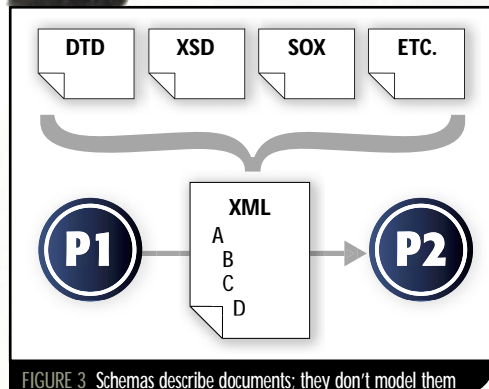 DTD XSD SOX ETC.
P1 XML P2
A
B
C
D
FIGURE 3 Schemas describe documents; they don't model them